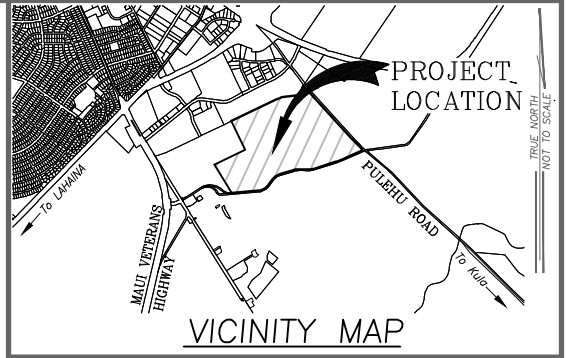 PROJECT
LOCATION
TRUE NORTH
NOT TO SCALE
To LAHAINA
MAUI VETERANS
HIGHWAY
PULEHU ROAD
To Kula
VICINITY MAP